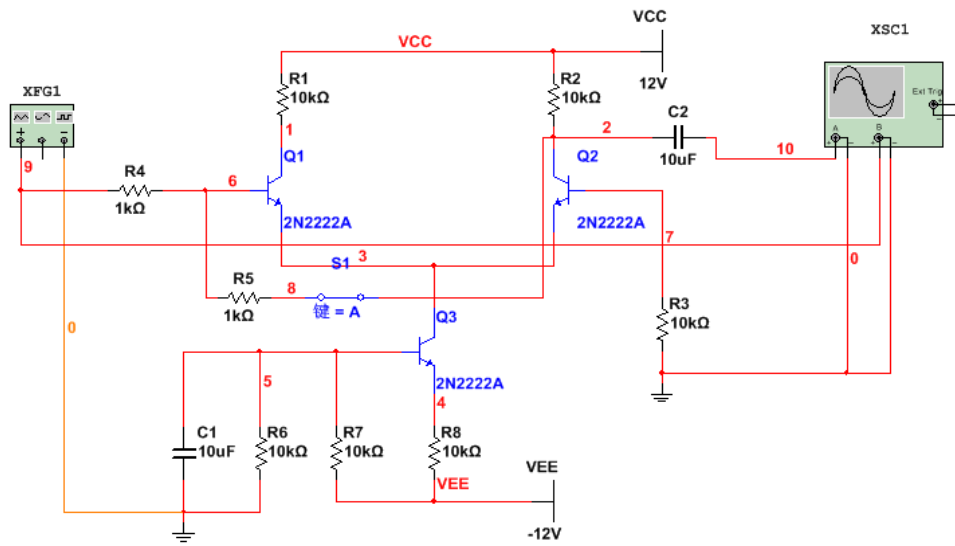 XFG1
+
-
9
R4
1kΩ
6
R1
10kΩ
1
Q1
2N2222A
VCC
R2
10kΩ
VCC
12V
2
C2
10uF
10
XSC1
Ext Trig
+
-
A
B
+
-
+
-
Q2
2N2222A
7
3
S1
0
R5
1kΩ
8
键 = A
0
Q3
2N2222A
R3
10kΩ
5
4
C1
10uF
R6
10kΩ
R7
10kΩ
R8
10kΩ
VEE
VEE
-12V